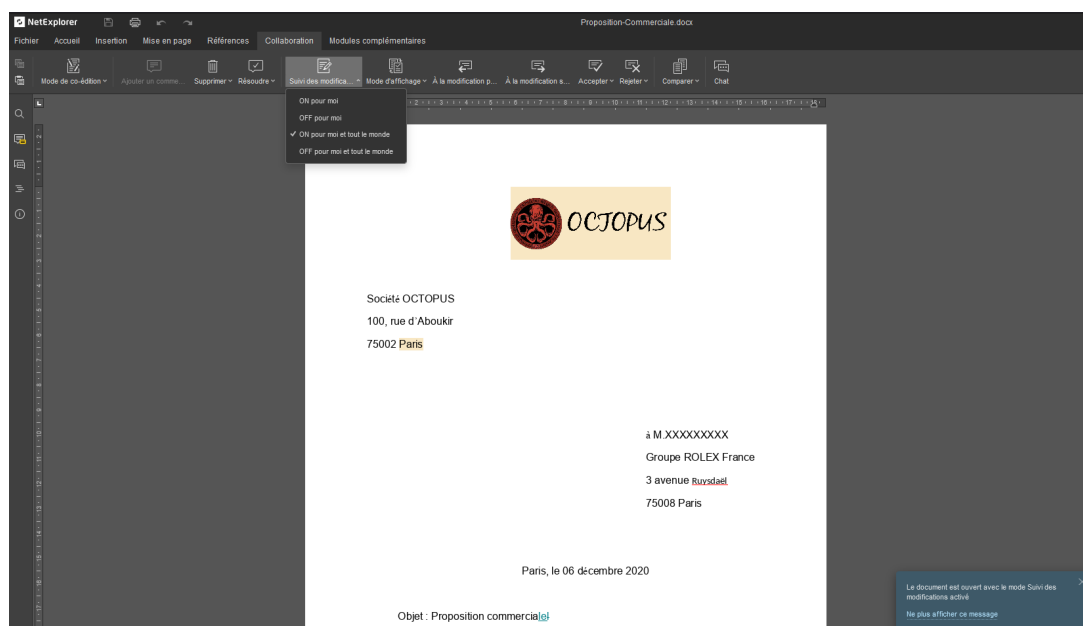 NetExplorer
Proposition-Commerciale.docx
Fichier Accueil Insertion Mise en page Références Collaboration Modules complémentaires
Mode de co-édition Ajouter un comme... Supprimer Résoudre Suivi des modifica... Mode d'affichage À la modification p... À la modification s... Accepter Rejeter Comparer Chat
ON pour moi
OFF pour moi
ON pour moi et tout le monde
OFF pour moi et tout le monde
OCTOPUS
Société OCTOPUS
100, rue d'Aboukir
75002 Paris
à M.XXXXXXXXX
Groupe ROLEX France
3 avenue Ruysdaël
75008 Paris
Paris, le 06 décembre 2020
Le document est ouvert avec le mode Suivi des
modifications activé
Ne plus afficher ce message
Objet : Proposition commerciale